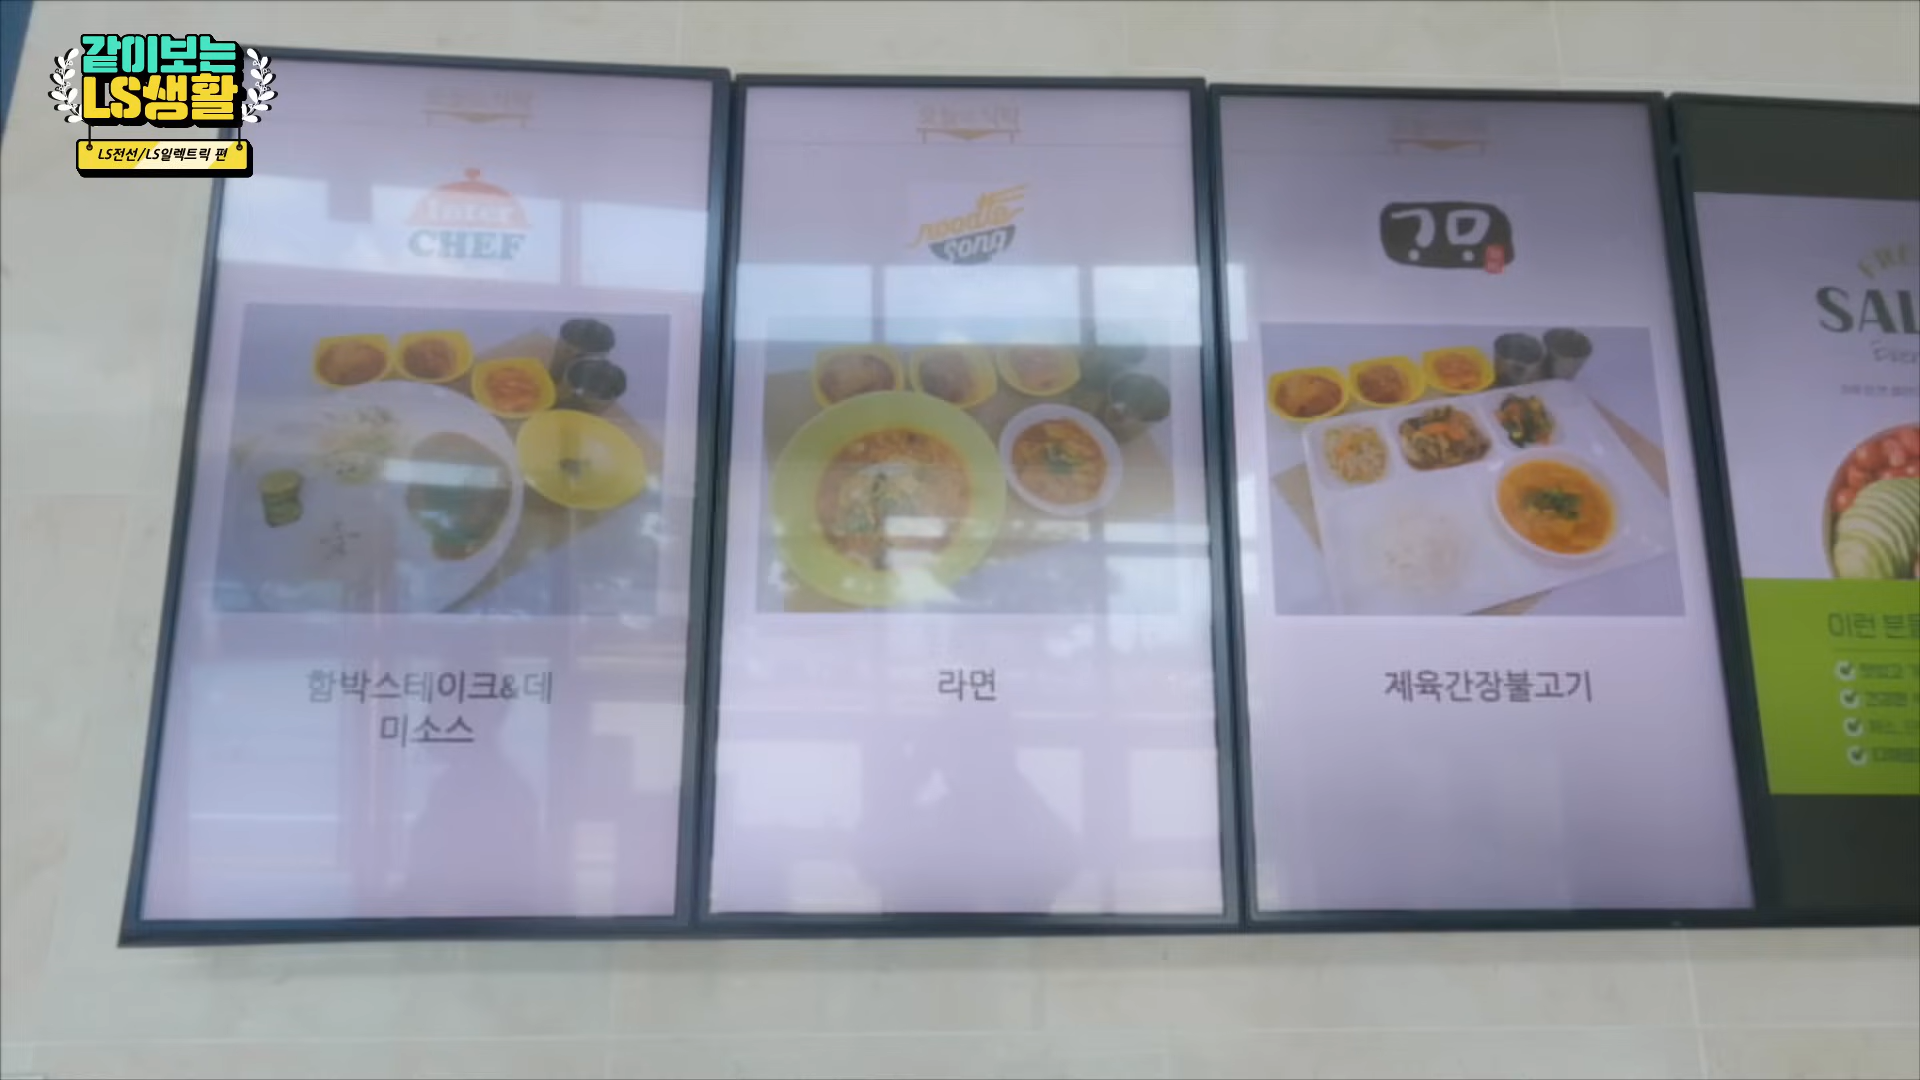 같이보는
LS생활
LS전선/LS일렉트릭 편
Inter
CHEF
noodle
song
함박스테이크&데
미소스
라면
제육간장불고기
SAL
이런 분들